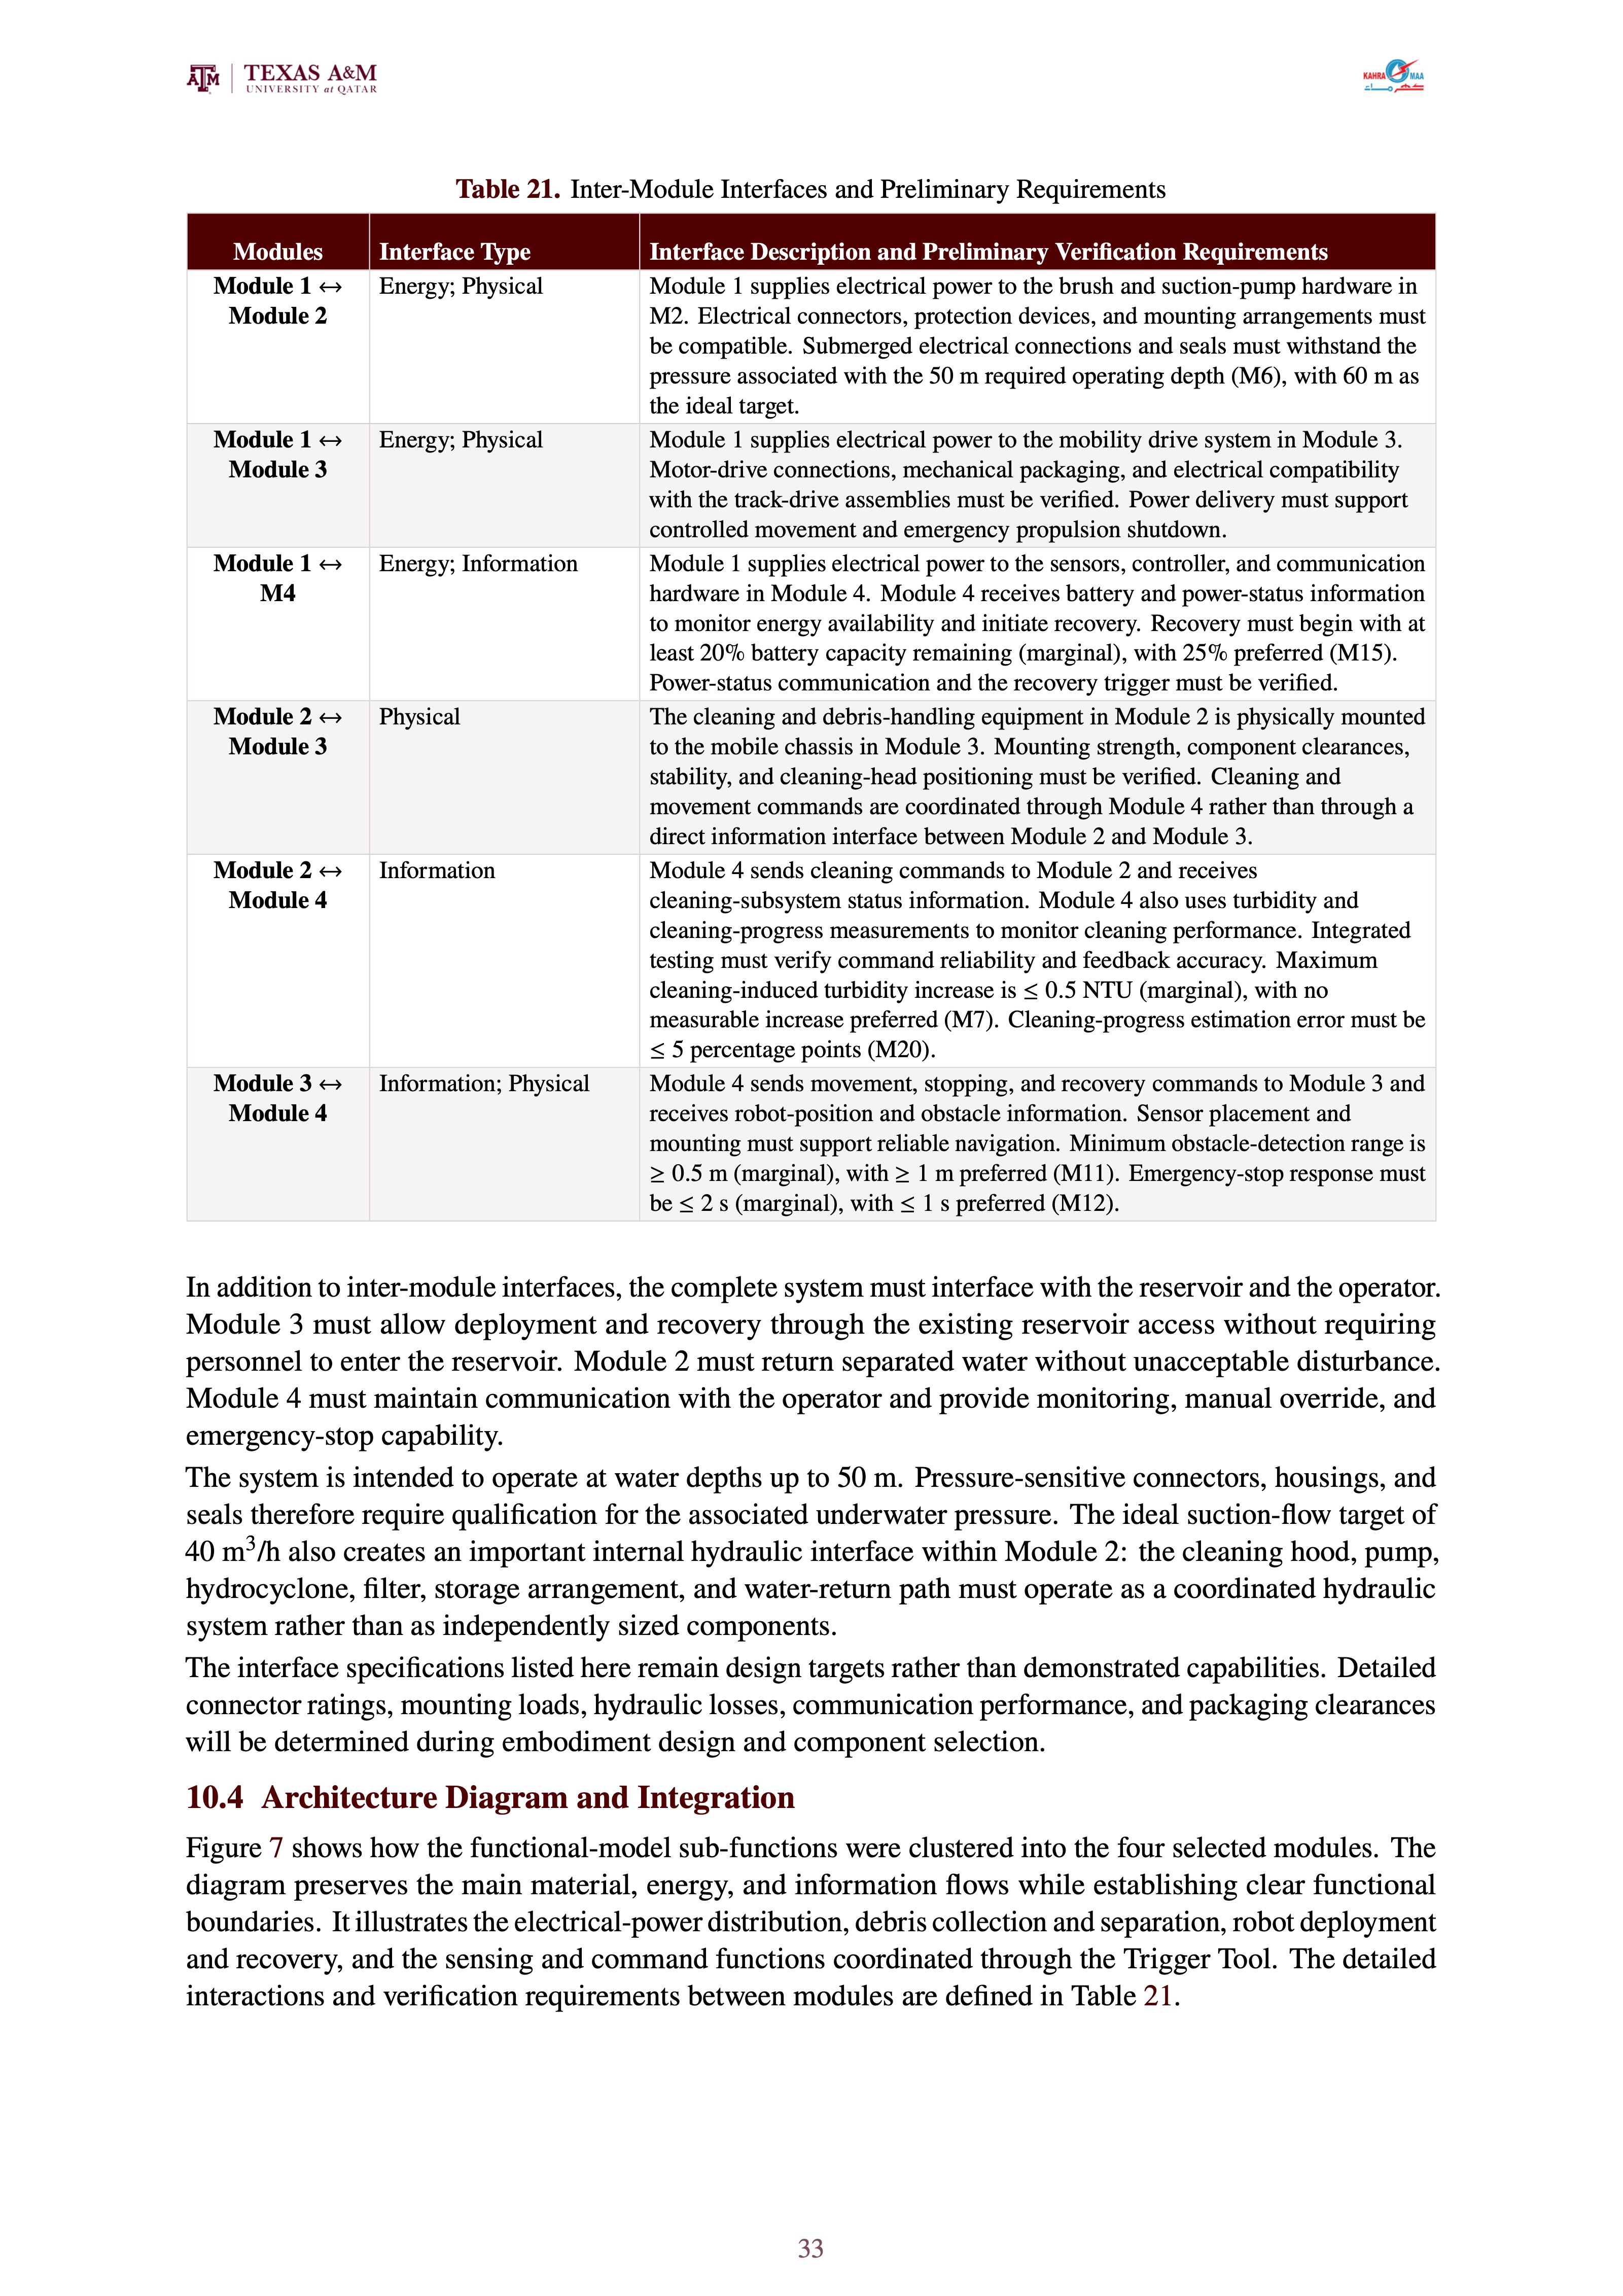 TEXAS A&M
UNIVERSITY at QATAR
KAHRA MAA
Table 21. Inter-Module Interfaces and Preliminary Requirements
Modules Interface Type Interface Description and Preliminary Verification Requirements
Module 1 ↔ Module 2
Energy; Physical
Module 1 supplies electrical power to the brush and suction-pump hardware in
M2. Electrical connectors, protection devices, and mounting arrangements must
be compatible. Submerged electrical connections and seals must withstand the
pressure associated with the 50 m required operating depth (M6), with 60 m as
the ideal target.
Module 1 ↔ Module 3
Energy; Physical
Module 1 supplies electrical power to the mobility drive system in Module 3.
Motor-drive connections, mechanical packaging, and electrical compatibility
with the track-drive assemblies must be verified. Power delivery must support
controlled movement and emergency propulsion shutdown.
Module 1 ↔ M4
Energy; Information
Module 1 supplies electrical power to the sensors, controller, and communication
hardware in Module 4. Module 4 receives battery and power-status information
to monitor energy availability and initiate recovery. Recovery must begin with at
least 20% battery capacity remaining (marginal), with 25% preferred (M15).
Power-status communication and the recovery trigger must be verified.
Module 2 ↔ Module 3
Physical
The cleaning and debris-handling equipment in Module 2 is physically mounted
to the mobile chassis in Module 3. Mounting strength, component clearances,
stability, and cleaning-head positioning must be verified. Cleaning and
movement commands are coordinated through Module 4 rather than through a
direct information interface between Module 2 and Module 3.
Module 2 ↔ Module 4
Information
Module 4 sends cleaning commands to Module 2 and receives
cleaning-subsystem status information. Module 4 also uses turbidity and
cleaning-progress measurements to monitor cleaning performance. Integrated
testing must verify command reliability and feedback accuracy. Maximum
cleaning-induced turbidity increase is ≤ 0.5 NTU (marginal), with no
measurable increase preferred (M7). Cleaning-progress estimation error must be
≤ 5 percentage points (M20).
Module 3 ↔ Module 4
Information; Physical
Module 4 sends movement, stopping, and recovery commands to Module 3 and
receives robot-position and obstacle information. Sensor placement and
mounting must support reliable navigation. Minimum obstacle-detection range is
≥ 0.5 m (marginal), with ≥ 1 m preferred (M11). Emergency-stop response must
be ≤ 2 s (marginal), with ≤ 1 s preferred (M12).
In addition to inter-module interfaces, the complete system must interface with the reservoir and the operator.
Module 3 must allow deployment and recovery through the existing reservoir access without requiring
personnel to enter the reservoir. Module 2 must return separated water without unacceptable disturbance.
Module 4 must maintain communication with the operator and provide monitoring, manual override, and
emergency-stop capability.
The system is intended to operate at water depths up to 50 m. Pressure-sensitive connectors, housings, and
seals therefore require qualification for the associated underwater pressure. The ideal suction-flow target of
40 m³/h also creates an important internal hydraulic interface within Module 2: the cleaning hood, pump,
hydrocyclone, filter, storage arrangement, and water-return path must operate as a coordinated hydraulic
system rather than as independently sized components.
The interface specifications listed here remain design targets rather than demonstrated capabilities. Detailed
connector ratings, mounting loads, hydraulic losses, communication performance, and packaging clearances
will be determined during embodiment design and component selection.
10.4 Architecture Diagram and Integration
Figure 7 shows how the functional-model sub-functions were clustered into the four selected modules. The
diagram preserves the main material, energy, and information flows while establishing clear functional
boundaries. It illustrates the electrical-power distribution, debris collection and separation, robot deployment
and recovery, and the sensing and command functions coordinated through the Trigger Tool. The detailed
interactions and verification requirements between modules are defined in Table 21.
33